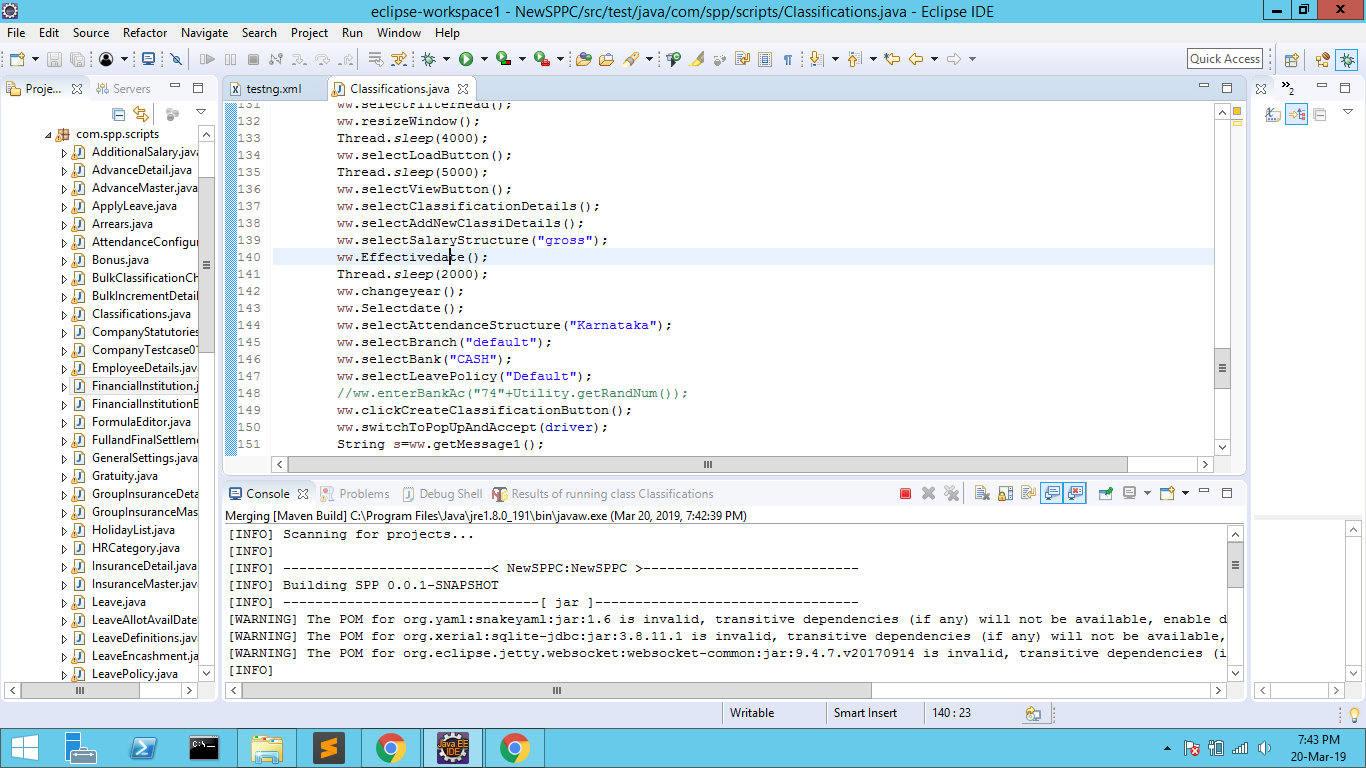 eclipse-workspace1 - NewSPPC/src/test/java/com/spp/scripts/Classifications.java - Eclipse IDE
File Edit Source Refactor Navigate Search Project Run Window Help
Quick Access
Proje... Servers
com.spp.scripts
AdditionalSalary.java
AdvanceDetail.java
AdvanceMaster.java
ApplyLeave.java
Arrears.java
AttendanceConfigur
Bonus.java
BulkClassificationCh
BulkIncrementDetail
Classifications.java
CompanyStatutories
CompanyTestcase01
EmployeeDetails.java
FinancialInstitution.j
FinancialInstitutionE
FormulaEditor.java
FullandFinalSettleme
GeneralSettings.java
Gratuity.java
GroupInsuranceDeta
GroupInsuranceMas
HolidayList.java
HRCategory.java
InsuranceDetail.java
InsuranceMaster.java
Leave.java
LeaveAllotAvailDate
LeaveDefinitions.java
LeaveEncashment.ja
LeavePolicy.java
testng.xml Classifications.java
131 ww.selectFilterHead();
132 ww.resizeWindow();
133 Thread.sleep(4000);
134 ww.selectLoadButton();
135 Thread.sleep(5000);
136 ww.selectViewButton();
137 ww.selectClassificationDetails();
138 ww.selectAddNewClassiDetails();
139 ww.selectSalaryStructure("gross");
140 ww.Effectivedate();
141 Thread.sleep(2000);
142 ww.changeyear();
143 ww.Selectdate();
144 ww.selectAttendanceStructure("Karnataka");
145 ww.selectBranch("default");
146 ww.selectBank("CASH");
147 ww.selectLeavePolicy("Default");
148 //ww.enterBankAc("74"+Utility.getRandNum());
149 ww.clickCreateClassificationButton();
150 ww.switchToPopUpAndAccept(driver);
151 String s=ww.getMessage1();
2
Console Problems Debug Shell Results of running class Classifications
Merging [Maven Build] C:\Program Files\Java\jre1.8.0_191\bin\javaw.exe (Mar 20, 2019, 7:42:39 PM)
[INFO] Scanning for projects...
[INFO]
[INFO] --------------------------< NewSPPC:NewSPPC >---------------------------
[INFO] Building SPP 0.0.1-SNAPSHOT
[INFO] --------------------------------[ jar ]---------------------------------
[WARNING] The POM for org.yaml:snakeyaml:jar:1.6 is invalid, transitive dependencies (if any) will not be available, enable d
[WARNING] The POM for org.xerial:sqlite-jdbc:jar:3.8.11.1 is invalid, transitive dependencies (if any) will not be available,
[WARNING] The POM for org.eclipse.jetty.websocket:websocket-common:jar:9.4.7.v20170914 is invalid, transitive dependencies (i
[INFO]
Writable Smart Insert 140 : 23
Java EE
IDE
7:43 PM
20-Mar-19